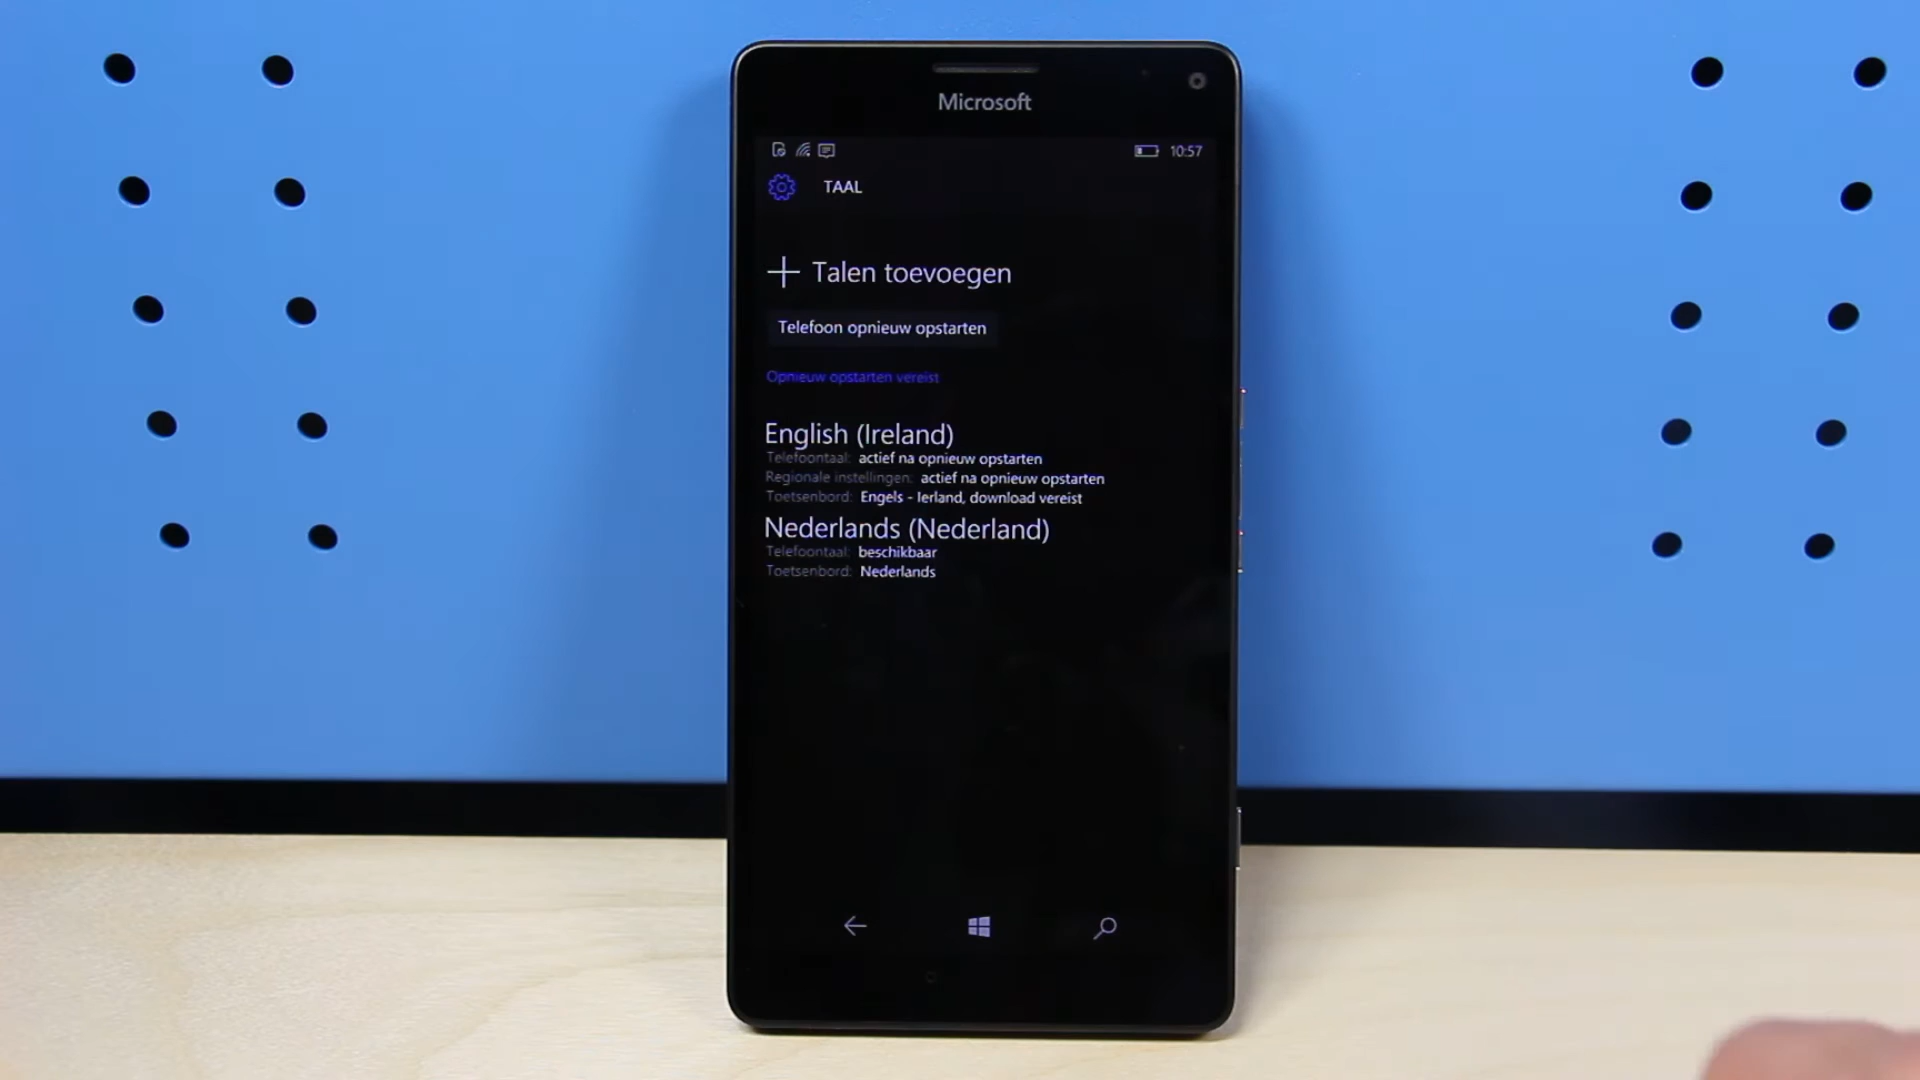 Microsoft
10:57
TAAL
Talen toevoegen
Telefoon opnieuw opstarten
Opnieuw opstarten vereist
English (Ireland)
Telefoontaal: actief na opnieuw opstarten
Regionale instellingen: actief na opnieuw opstarten
Toetsenbord: Engels - Ierland, download vereist
Nederlands (Nederland)
Telefoontaal: beschikbaar
Toetsenbord: Nederlands